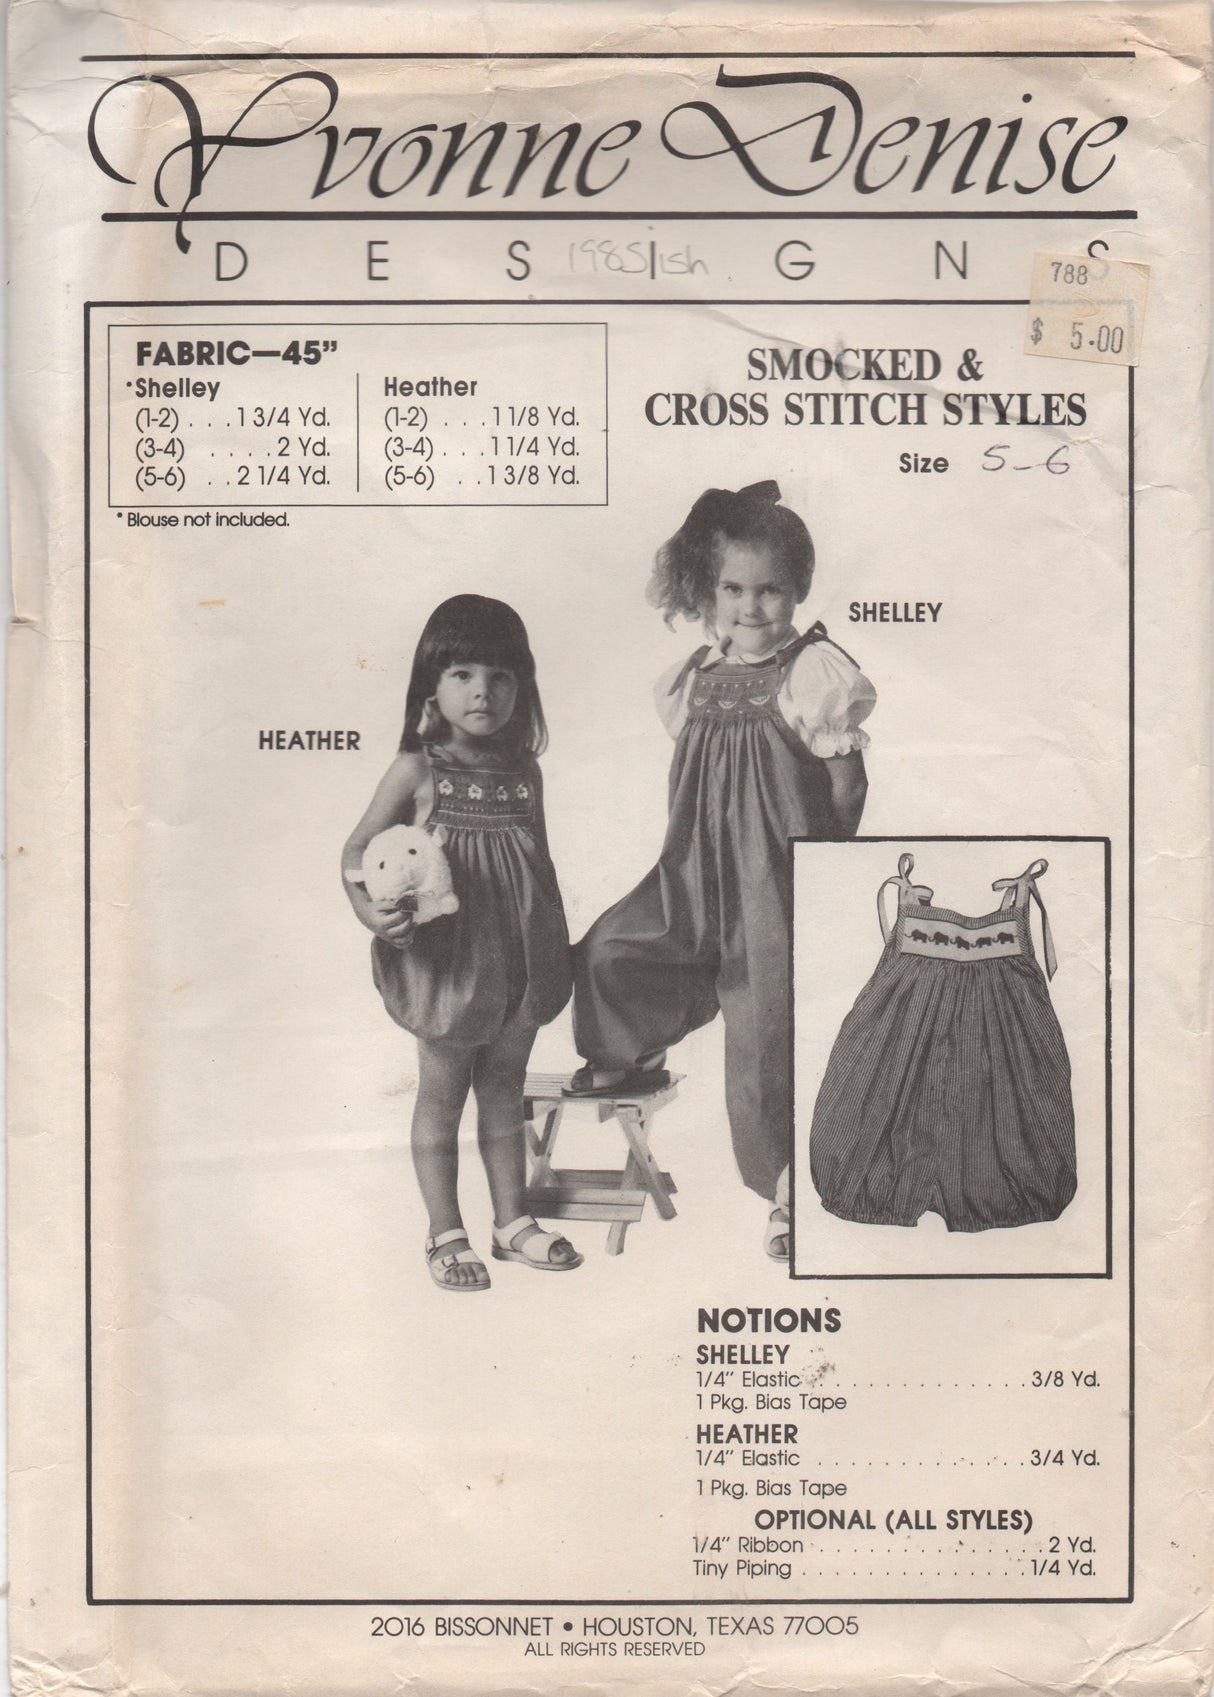 Yvonne Denise
DESIGNS
1985ish
788
$ 5.00
FABRIC—45”
*Shelley
(1-2) . . .1 3/4 Yd.
(3-4) . . . .2 Yd.
(5-6) . .2 1/4 Yd.
Heather
(1-2) . . .1 1/8 Yd.
(3-4) . . .1 1/4 Yd.
(5-6) . .1 3/8 Yd.
* Blouse not included.
SMOCKED &
CROSS STITCH STYLES
Size 5-6
SHELLEY
HEATHER
NOTIONS
SHELLEY
1/4” Elastic . . . . . . . . . . . . . .3/8 Yd.
1 Pkg. Bias Tape
HEATHER
1/4” Elastic . . . . . . . . . . . . . .3/4 Yd.
1 Pkg. Bias Tape
OPTIONAL (ALL STYLES)
1/4” Ribbon . . . . . . . . . . . . . . .2 Yd.
Tiny Piping . . . . . . . . . . . . . . .1/4 Yd.
2016 BISSONNET • HOUSTON, TEXAS 77005
ALL RIGHTS RESERVED